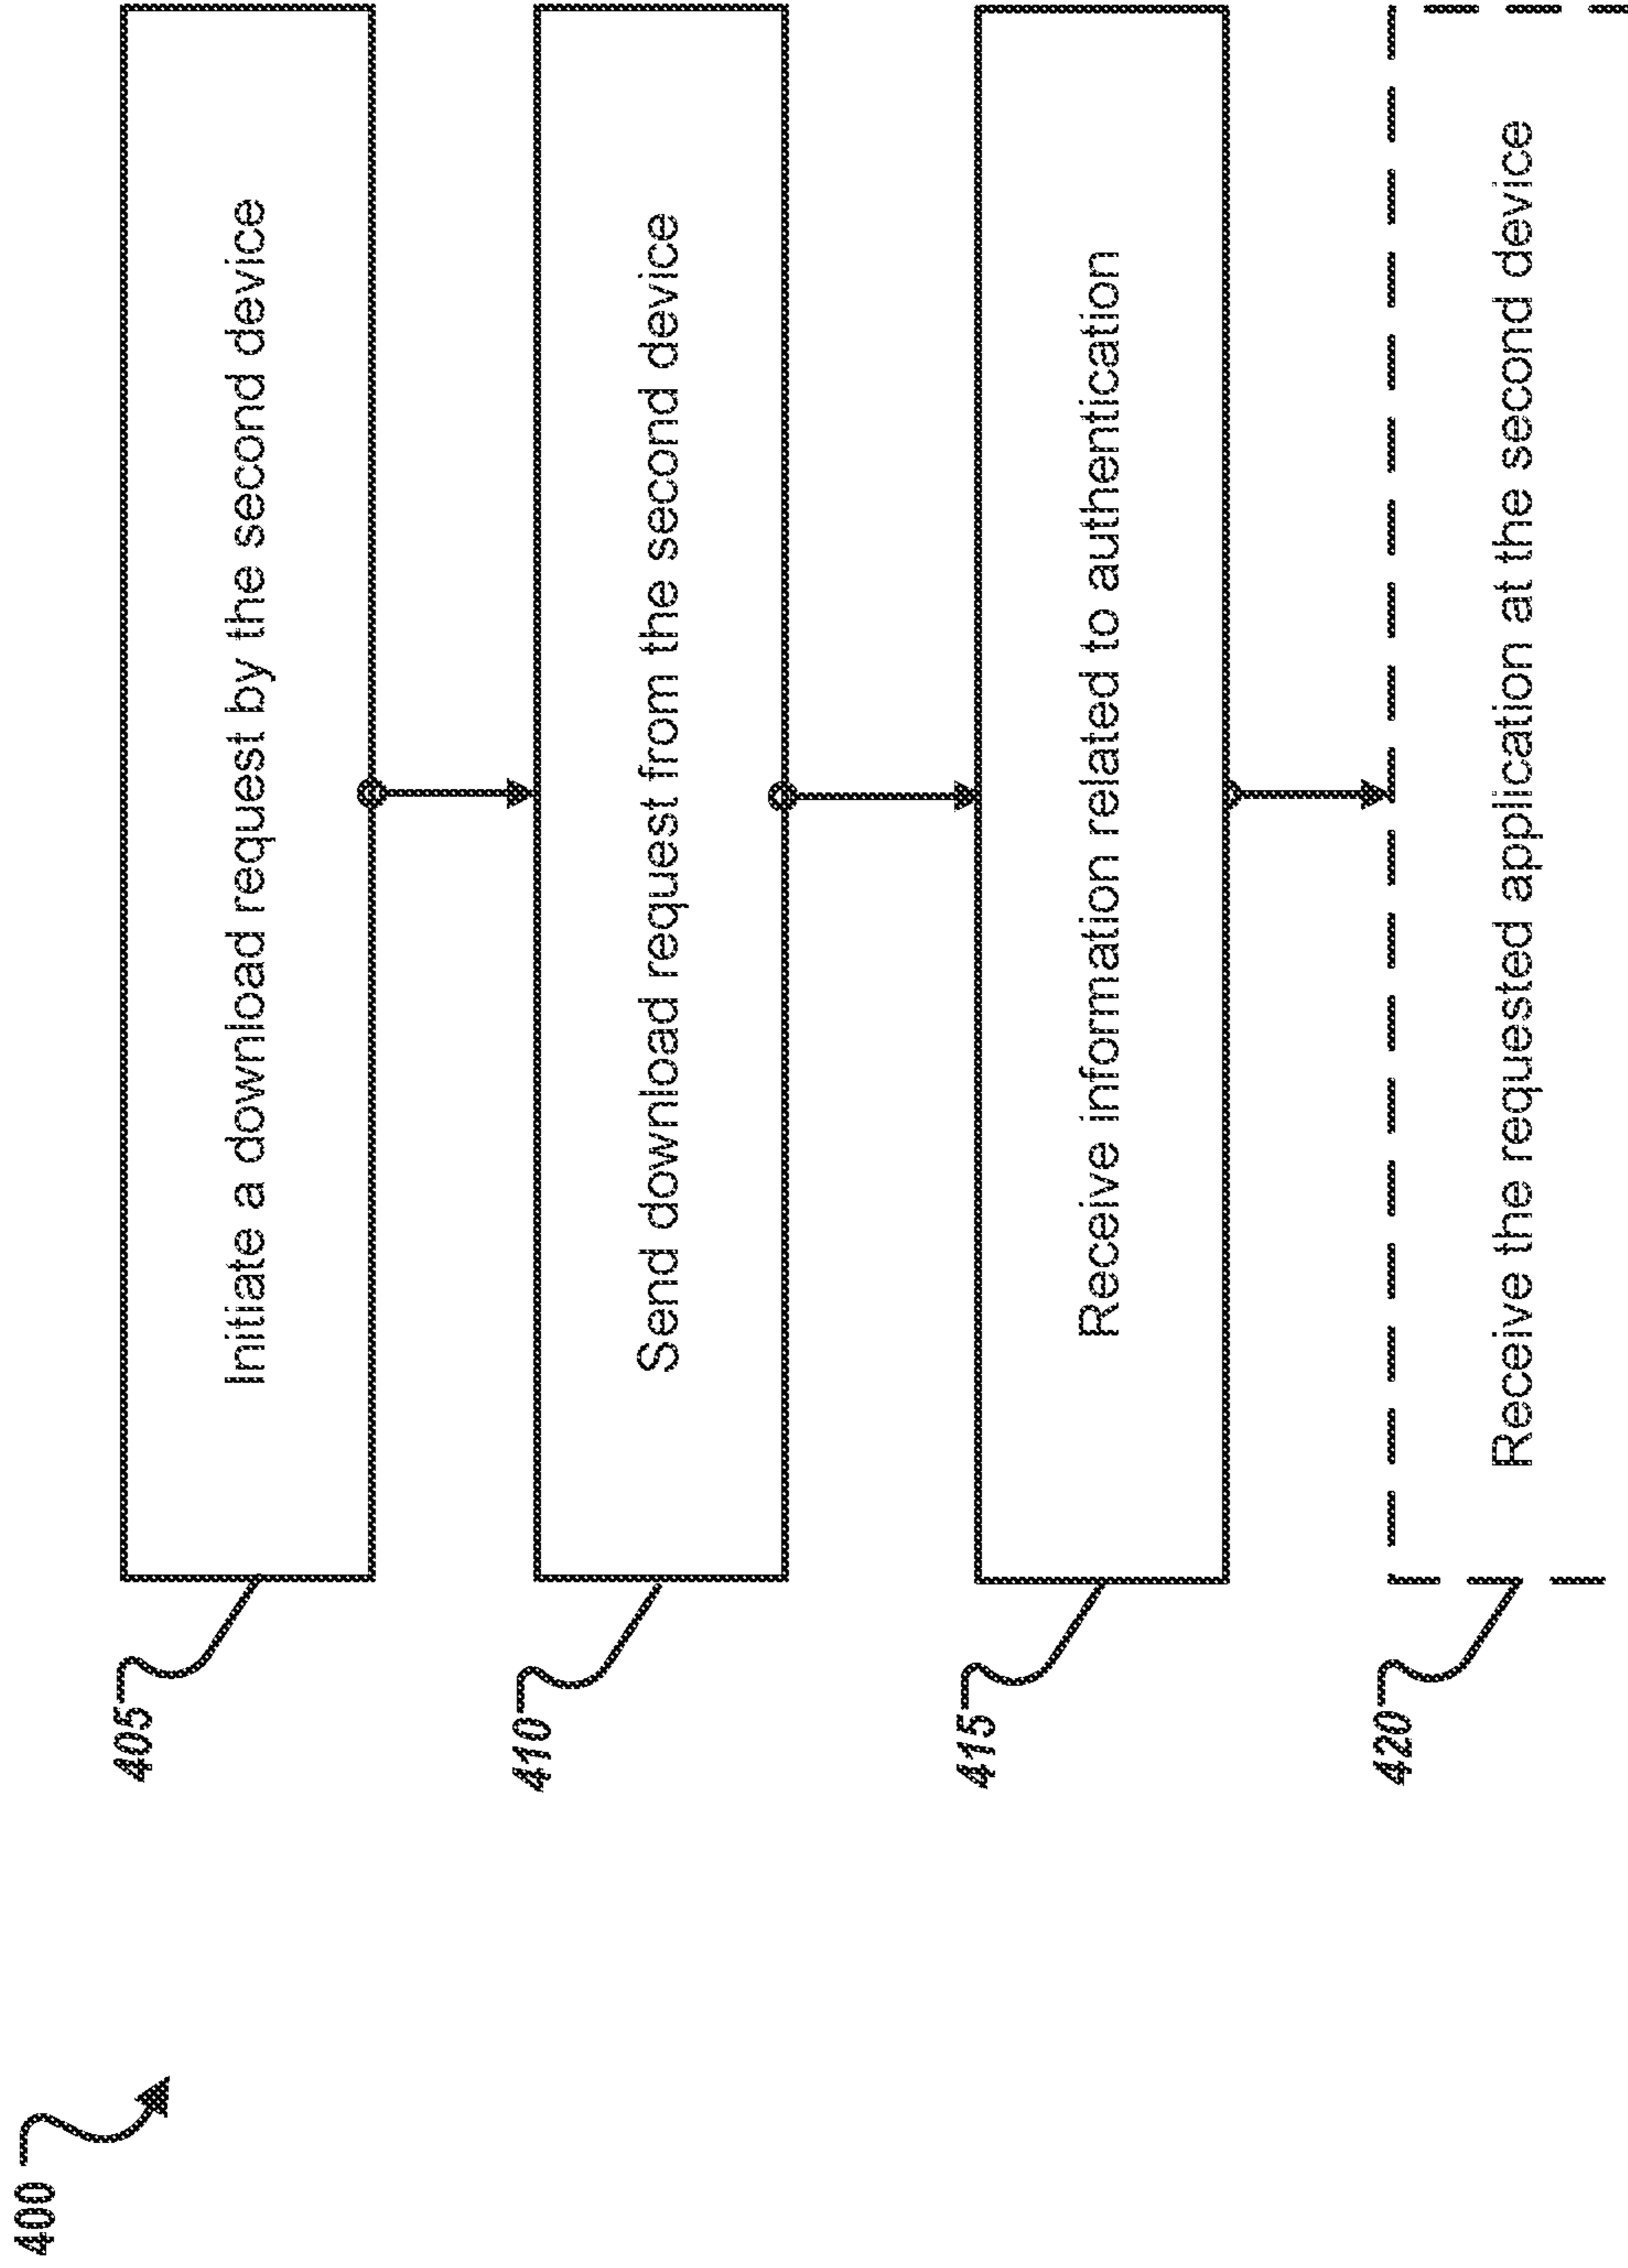 400
405
Initiate a download request by the second device
410
Send download request from the second device
415
Receive information related to authentication
420
Receive the requested application at the second device